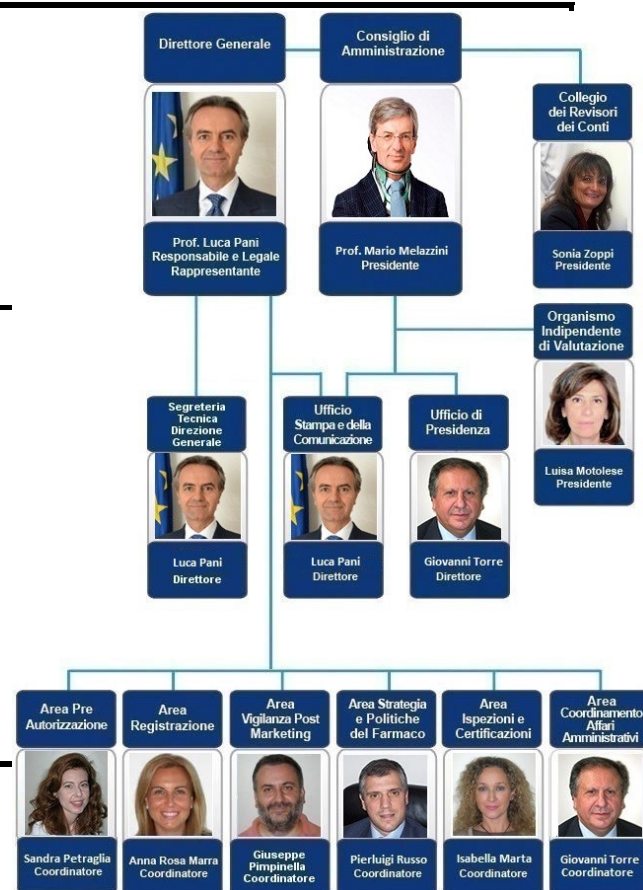 Direttore Generale
Consiglio di
Amministrazione
Collegio
dei Revisori
dei Conti
Prof. Luca Pani
Responsabile e Legale
Rappresentante
Prof. Mario Melazzini
Presidente
Sonia Zoppi
Presidente
Organismo
Indipendente
di Valutazione
Luisa Motolese
Presidente
Segreteria
Tecnica
Direzione
Generale
Luca Pani
Direttore
Ufficio
Stampa e della
Comunicazione
Luca Pani
Direttore
Ufficio di
Presidenza
Giovanni Torre
Direttore
Area Pre
Autorizzazione
Sandra Petraglia
Coordinatore
Area
Registrazione
Anna Rosa Marra
Coordinatore
Area
Vigilanza Post
Marketing
Giuseppe
Pimpinella
Coordinatore
Area Strategia
e Politiche
del Farmaco
Pierluigi Russo
Coordinatore
Area
Ispezioni e
Certificazioni
Isabella Marta
Coordinatore
Area
Coordinamento
Affari
Amministrativi
Giovanni Torre
Coordinatore